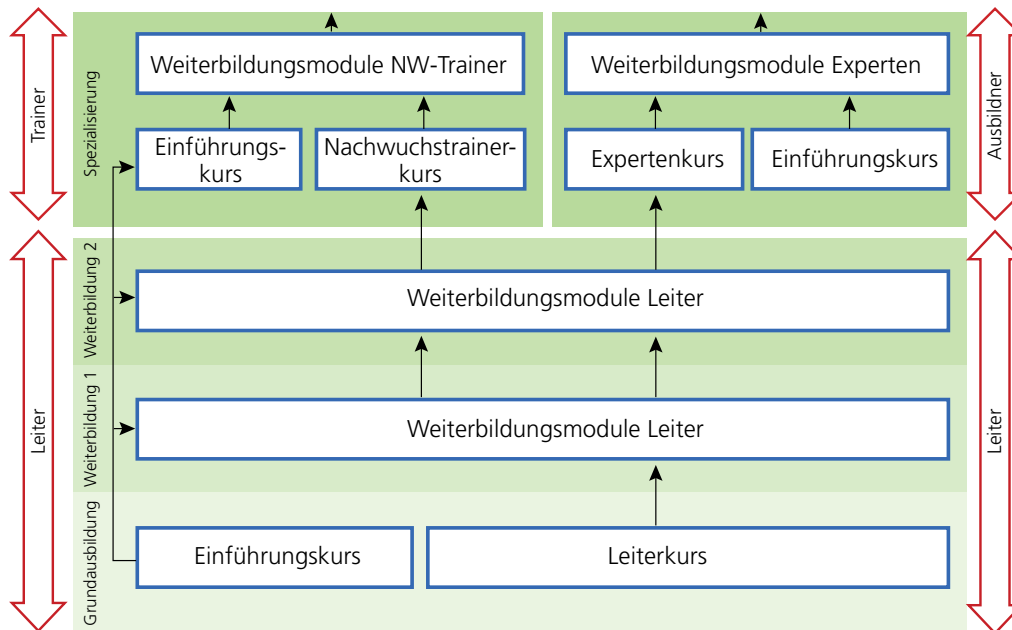 Weiterbildungsmodule NW-Trainer
Weiterbildungsmodule Experten
Einführungs-
kurs
Nachwuchstrainer-
kurs
Expertenkurs
Einführungskurs
Trainer
Spezialisierung
Ausbildner
Weiterbildung 2
Weiterbildungsmodule Leiter
Weiterbildung 1
Weiterbildungsmodule Leiter
Leiter
Leiter
Grundausbildung
Einführungskurs
Leiterkurs